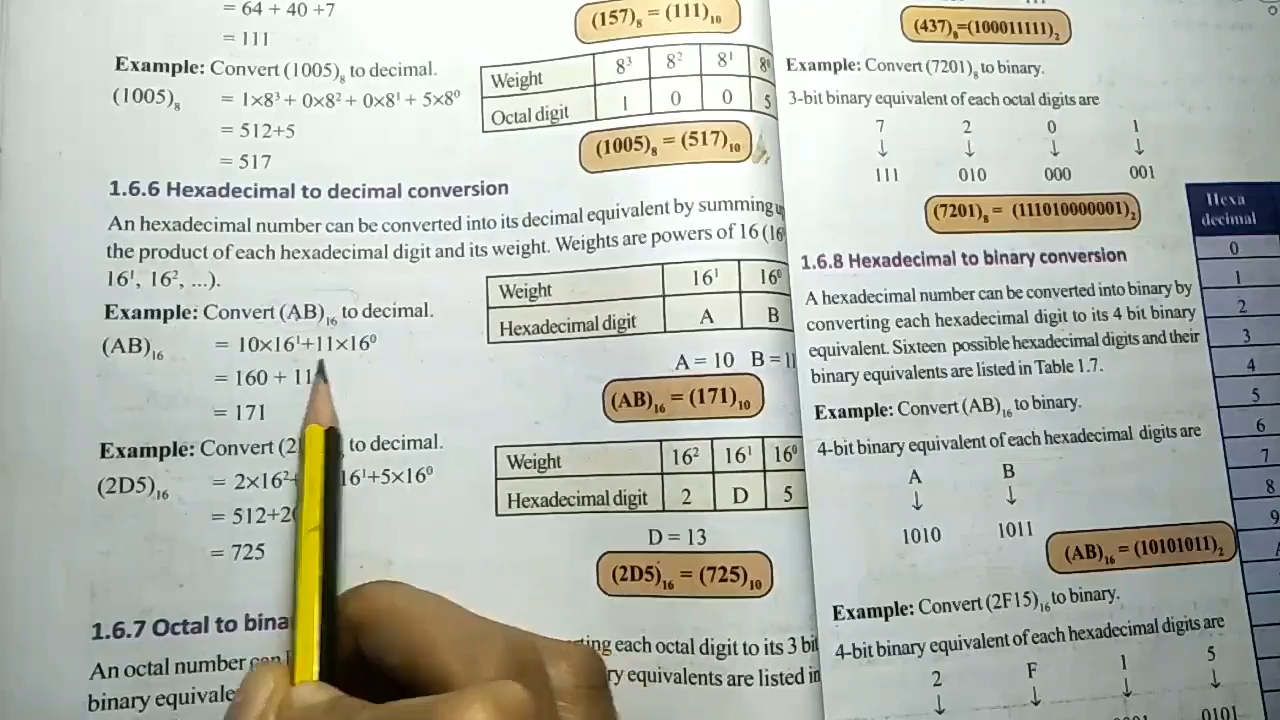 = 64 + 40 +7
= 111
(157)₈ = (111)₁₀
Example: Convert (1005)₈ to decimal.
(1005)₈ = 1×8³ + 0×8² + 0×8¹ + 5×8⁰
= 512+5
= 517
Weight 8³ 8² 8¹ 8⁰
Octal digit 1 0 0 5
(1005)₈ = (517)₁₀
1.6.6 Hexadecimal to decimal conversion
An hexadecimal number can be converted into its decimal equivalent by summing
the product of each hexadecimal digit and its weight. Weights are powers of 16 (16
16¹, 16², ...).
Example: Convert (AB)₁₆ to decimal.
(AB)₁₆ = 10×16¹+11×16⁰
= 160 + 11
= 171
Weight 16¹ 16⁰
Hexadecimal digit A B
A = 10 B = 11
(AB)₁₆ = (171)₁₀
Example: Convert (2 to decimal.
(2D5)₁₆ = 2×16² 16¹+5×16⁰
= 512+2
= 725
Weight 16² 16¹ 16⁰
Hexadecimal digit 2 D 5
D = 13
(2D5)₁₆ = (725)₁₀
1.6.7 Octal to bina
An octal number can
ting each octal digit to its 3 bit
binary equivale
ry equivalents are listed in
(437)₈=(100011111)₂
Example: Convert (7201)₈ to binary.
3-bit binary equivalent of each octal digits are
7 2 0 1
↓ ↓ ↓ ↓
111 010 000 001
(7201)₈ = (111010000001)₂
1.6.8 Hexadecimal to binary conversion
A hexadecimal number can be converted into binary by
converting each hexadecimal digit to its 4 bit binary
equivalent. Sixteen possible hexadecimal digits and their
binary equivalents are listed in Table 1.7.
Example: Convert (AB)₁₆ to binary.
4-bit binary equivalent of each hexadecimal digits are
A B
↓ ↓
1010 1011
(AB)₁₆ = (10101011)₂
Example: Convert (2F15)₁₆ to binary.
4-bit binary equivalent of each hexadecimal digits are
2 F 1 5
↓ ↓ ↓ ↓
0101
Hexa
decimal
0
1
2
3
4
5
6
7
8
9